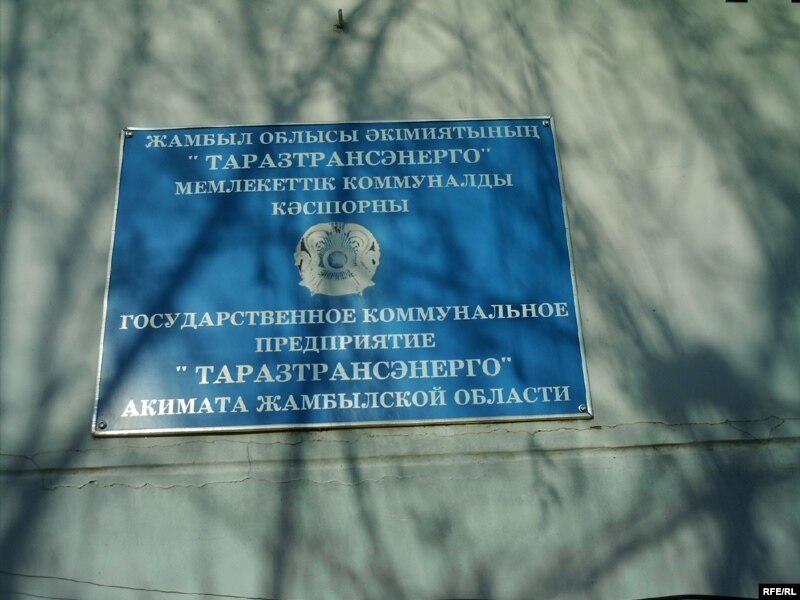 ЖАМБЫЛ ОБЛЫСЫ ӘКІМИЯТЫНЫҢ
" ТАРАЗТРАНСЭНЕРГО"
МЕМЛЕКЕТТІК КОММУНАЛДЫ
КӘСІПОРНЫ
ГОСУДАРСТВЕННОЕ КОММУНАЛЬНОЕ
ПРЕДПРИЯТИЕ
" ТАРАЗТРАНСЭНЕРГО"
АКИМАТА ЖАМБЫЛСКОЙ ОБЛАСТИ
RFE/RL